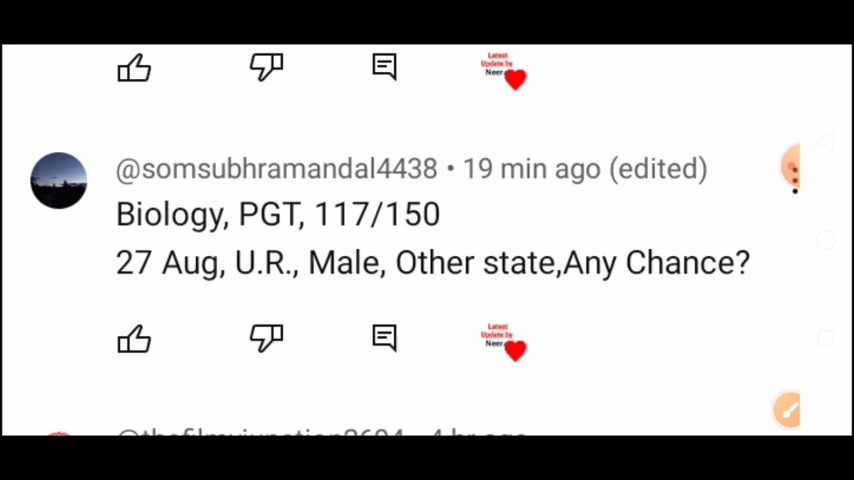 Latest
Update by
Neer
@somsubhramandal4438 • 19 min ago (edited)
Biology, PGT, 117/150
27 Aug, U.R., Male, Other state,Any Chance?
Latest
Update by
Neer